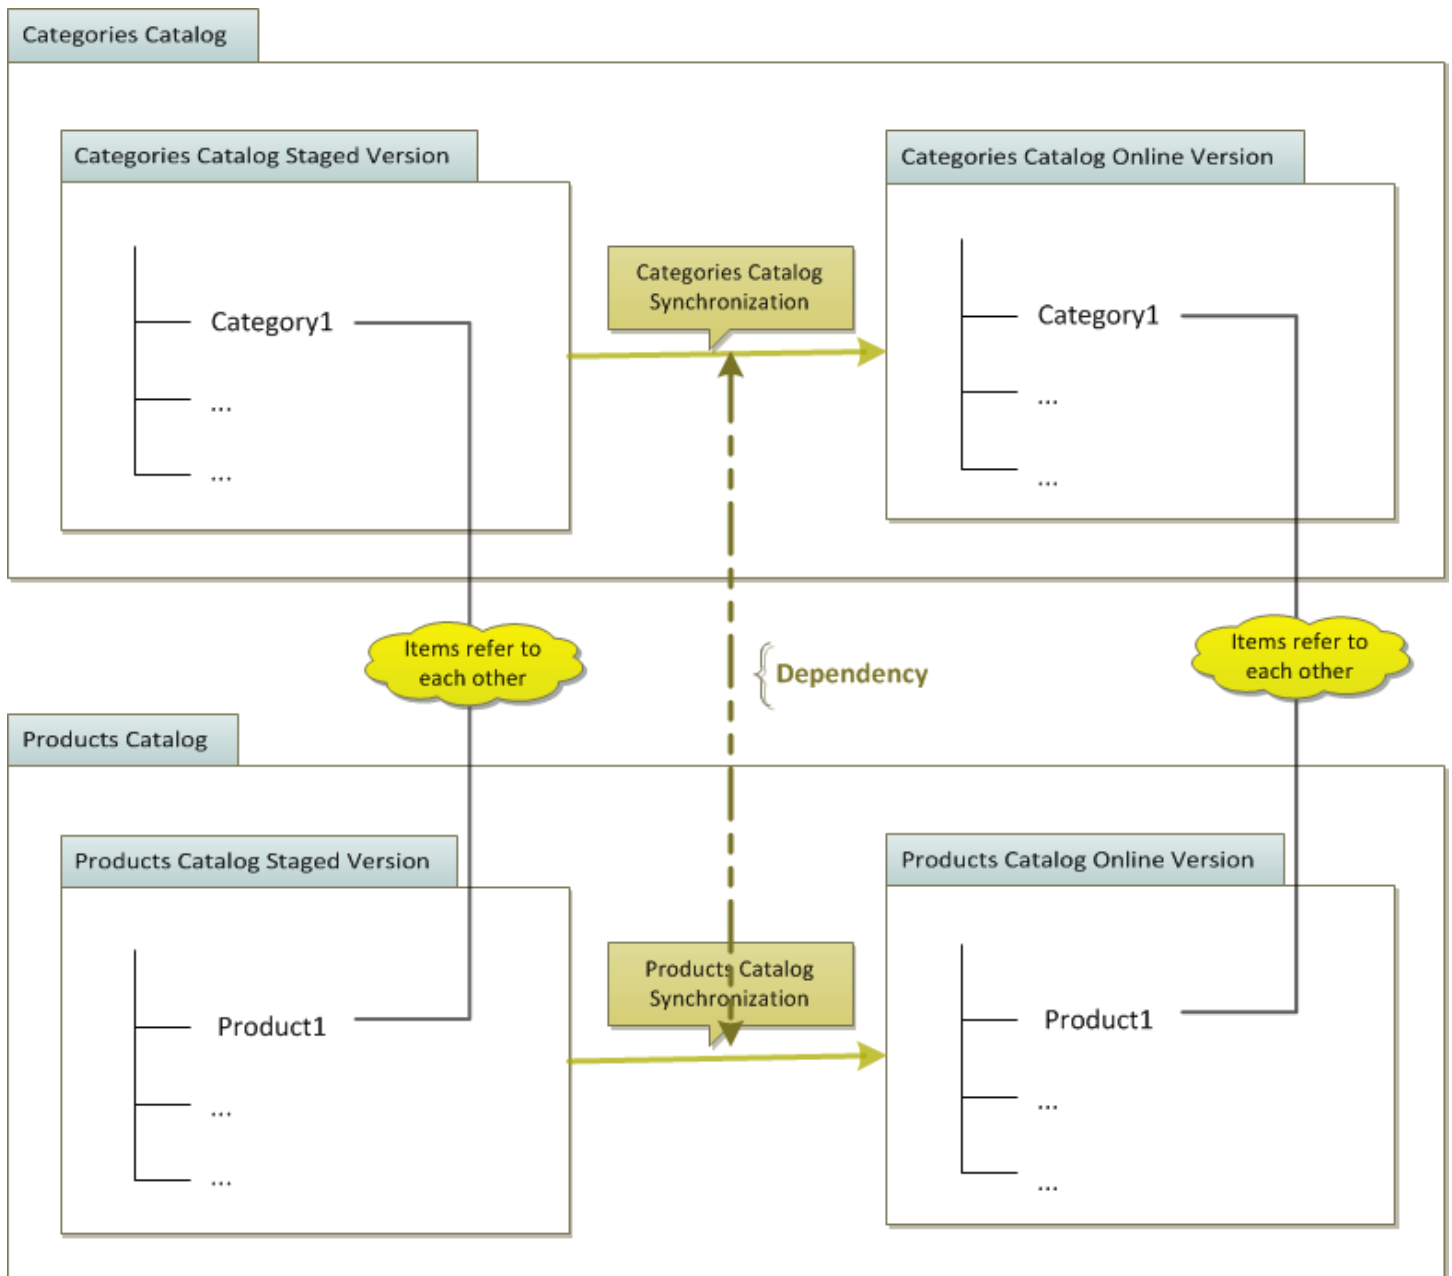 Categories Catalog
Categories Catalog Staged Version
Categories Catalog Online Version
Categories Catalog
Synchronization
Category1
...
...
Category1
...
...
Items refer to
each other
Dependency
Items refer to
each other
Products Catalog
Products Catalog Staged Version
Products Catalog Online Version
Products Catalog
Synchronization
Product1
...
...
Product1
...
...